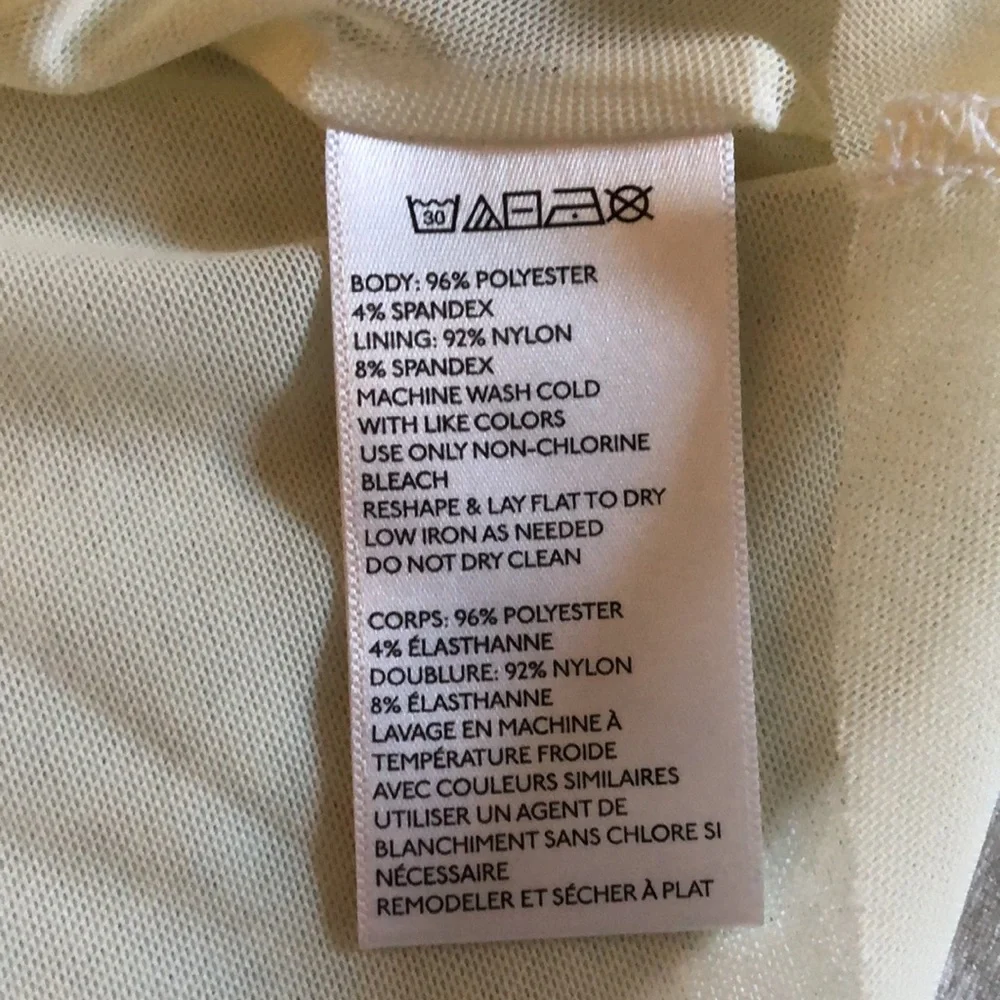 30
BODY: 96% POLYESTER
4% SPANDEX
LINING: 92% NYLON
8% SPANDEX
MACHINE WASH COLD
WITH LIKE COLORS
USE ONLY NON-CHLORINE
BLEACH
RESHAPE & LAY FLAT TO DRY
LOW IRON AS NEEDED
DO NOT DRY CLEAN
CORPS: 96% POLYESTER
4% ÉLASTHANNE
DOUBLURE: 92% NYLON
8% ÉLASTHANNE
LAVAGE EN MACHINE À
TEMPÉRATURE FROIDE
AVEC COULEURS SIMILAIRES
UTILISER UN AGENT DE
BLANCHIMENT SANS CHLORE SI
NÉCESSAIRE
REMODELER ET SÉCHER À PLAT